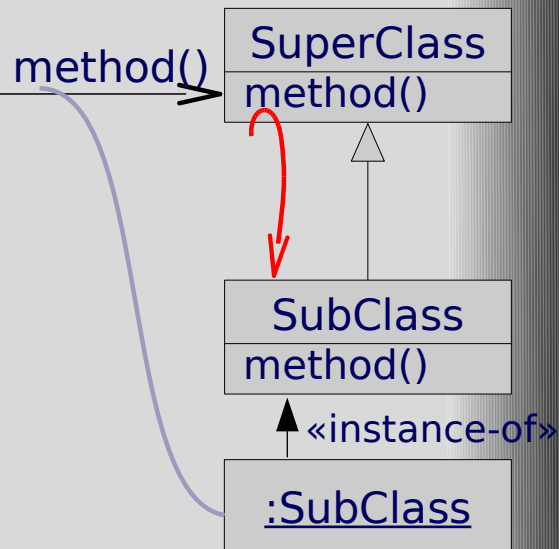 SuperClass
method()
method()
SubClass
method()
«instance-of»
:SubClass